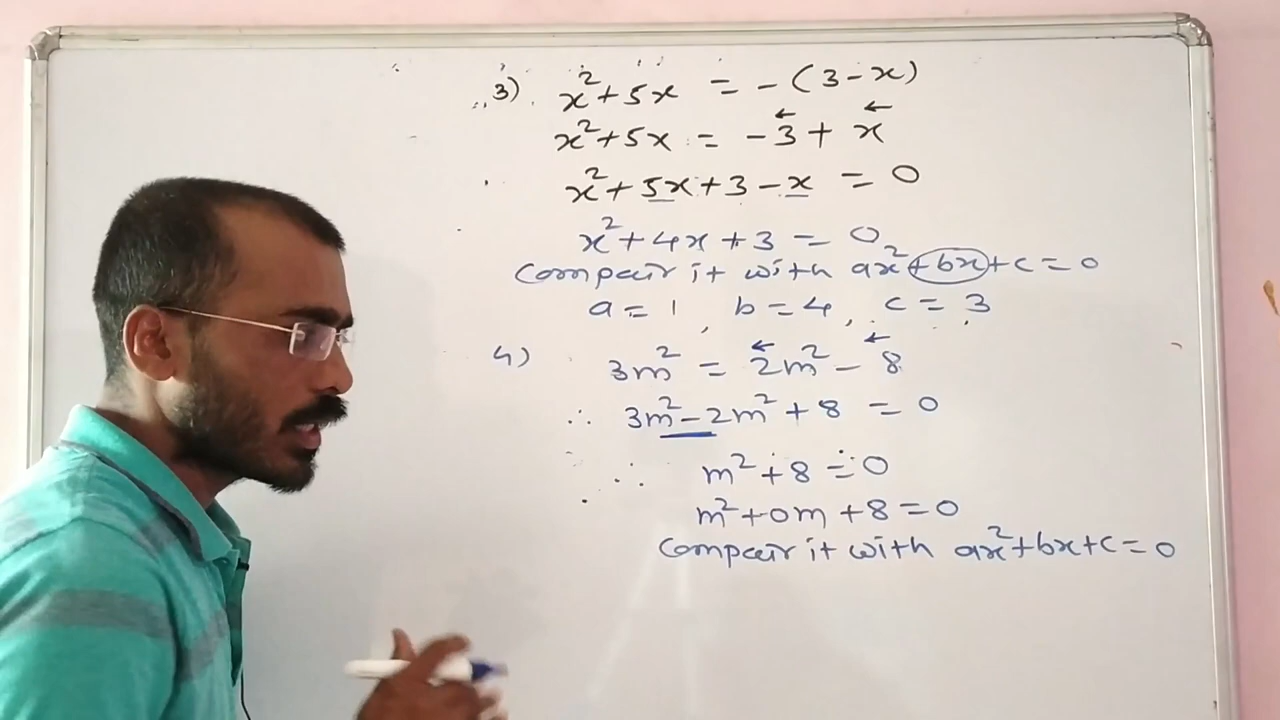 3) x²+5x = -(3-x)
x²+5x = -3+x
x²+5x+3-x = 0
x²+4x+3=0
Compair it with ax²+bx+c=0
a=1, b=4, c=3
4) 3m² = 2m²-8
∴ 3m²-2m²+8 = 0
∴ m²+8=0
m²+0m+8=0
Compair it with ax²+bx+c=0